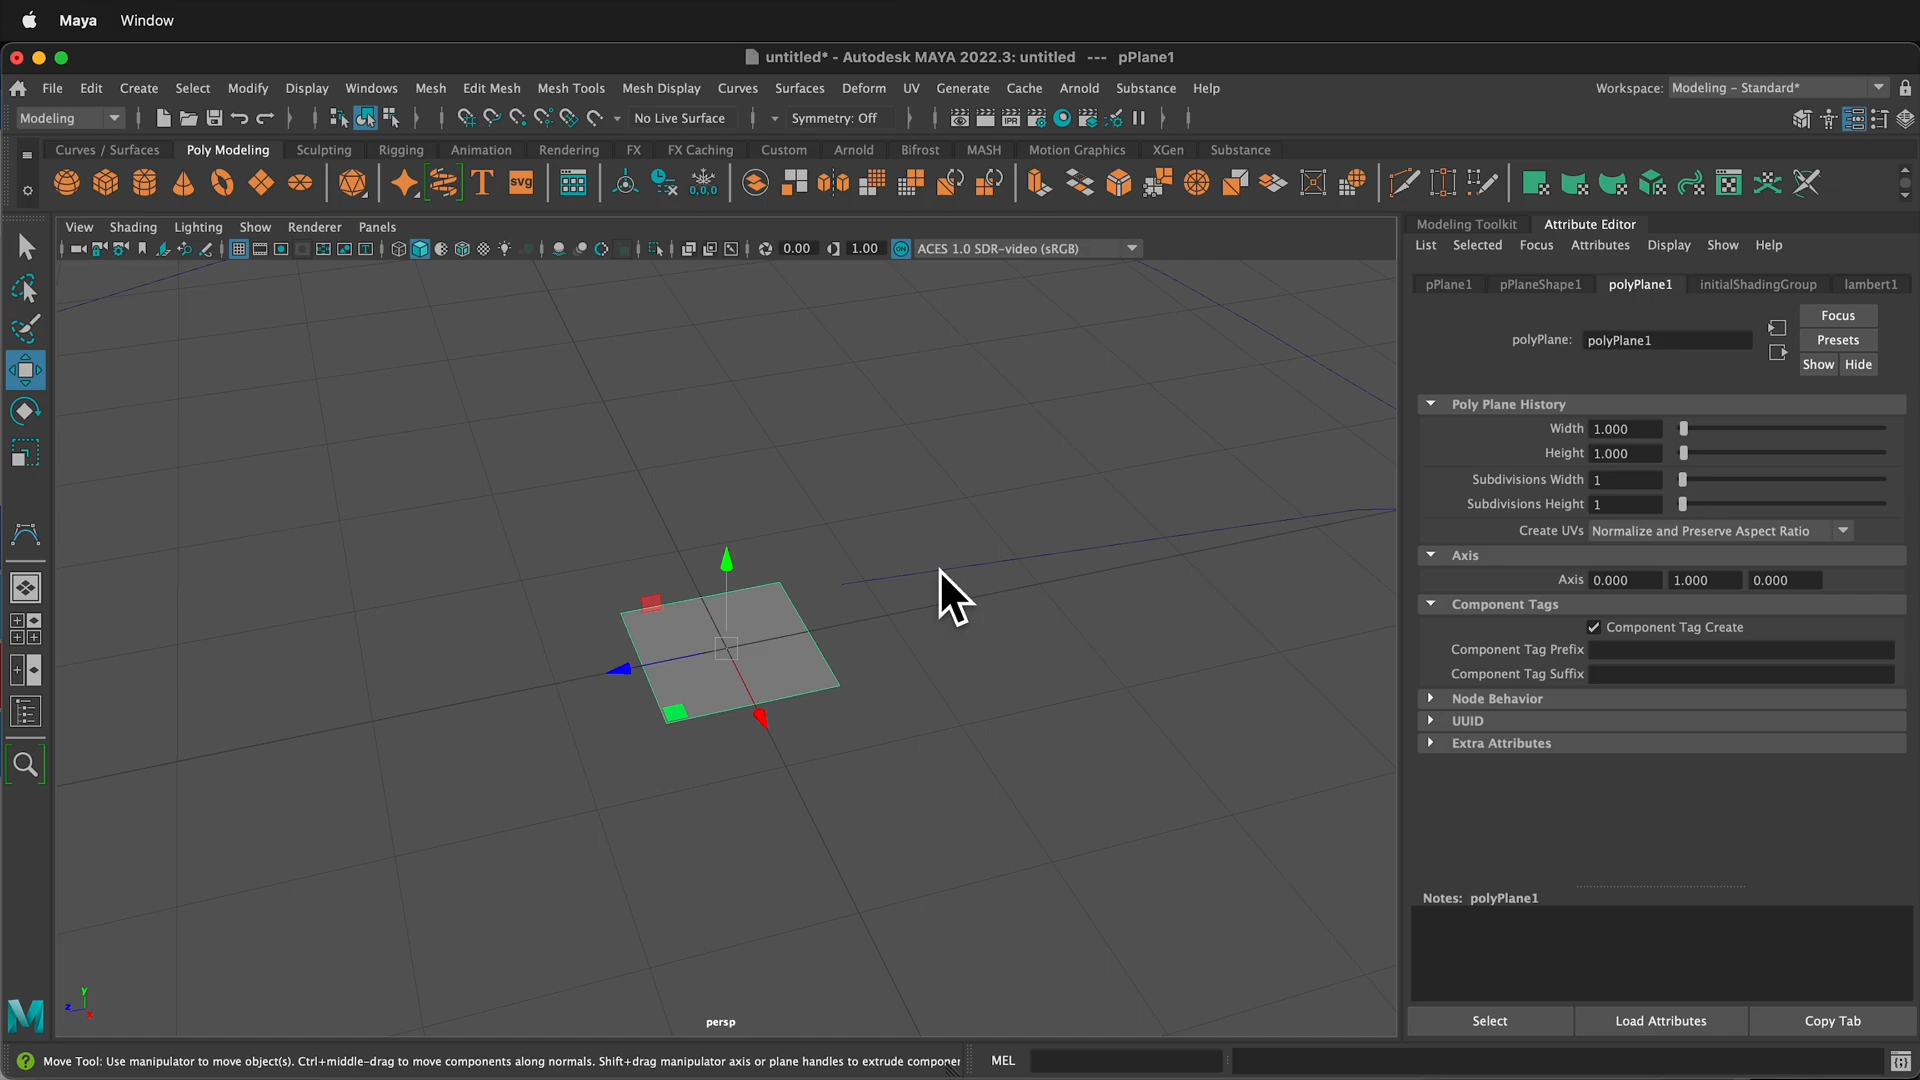 Maya Window
untitled* - Autodesk MAYA 2022.3: untitled --- pPlane1
File Edit Create Select Modify Display Windows Mesh Edit Mesh Mesh Tools Mesh Display Curves Surfaces Deform UV Generate Cache Arnold Substance Help Workspace: Modeling - Standard*
Modeling No Live Surface Symmetry: Off IPR
Curves / Surfaces Poly Modeling Sculpting Rigging Animation Rendering FX FX Caching Custom Arnold Bifrost MASH Motion Graphics XGen Substance
T SVG 0,0,0
View Shading Lighting Show Renderer Panels
0.00 1.00 ON ACES 1.0 SDR-video (sRGB)
Modeling Toolkit Attribute Editor
List Selected Focus Attributes Display Show Help
pPlane1 pPlaneShape1 polyPlane1 initialShadingGroup lambert1
polyPlane: polyPlane1
Focus
Presets
Show Hide
Poly Plane History
Width 1.000
Height 1.000
Subdivisions Width 1
Subdivisions Height 1
Create UVs Normalize and Preserve Aspect Ratio
Axis
Axis 0.000 1.000 0.000
Component Tags
Component Tag Create
Component Tag Prefix
Component Tag Suffix
Node Behavior
UUID
Extra Attributes
Notes: polyPlane1
Select Load Attributes Copy Tab
y
z
x
persp
M
Move Tool: Use manipulator to move object(s). Ctrl+middle-drag to move components along normals. Shift+drag manipulator axis or plane handles to extrude compone
MEL